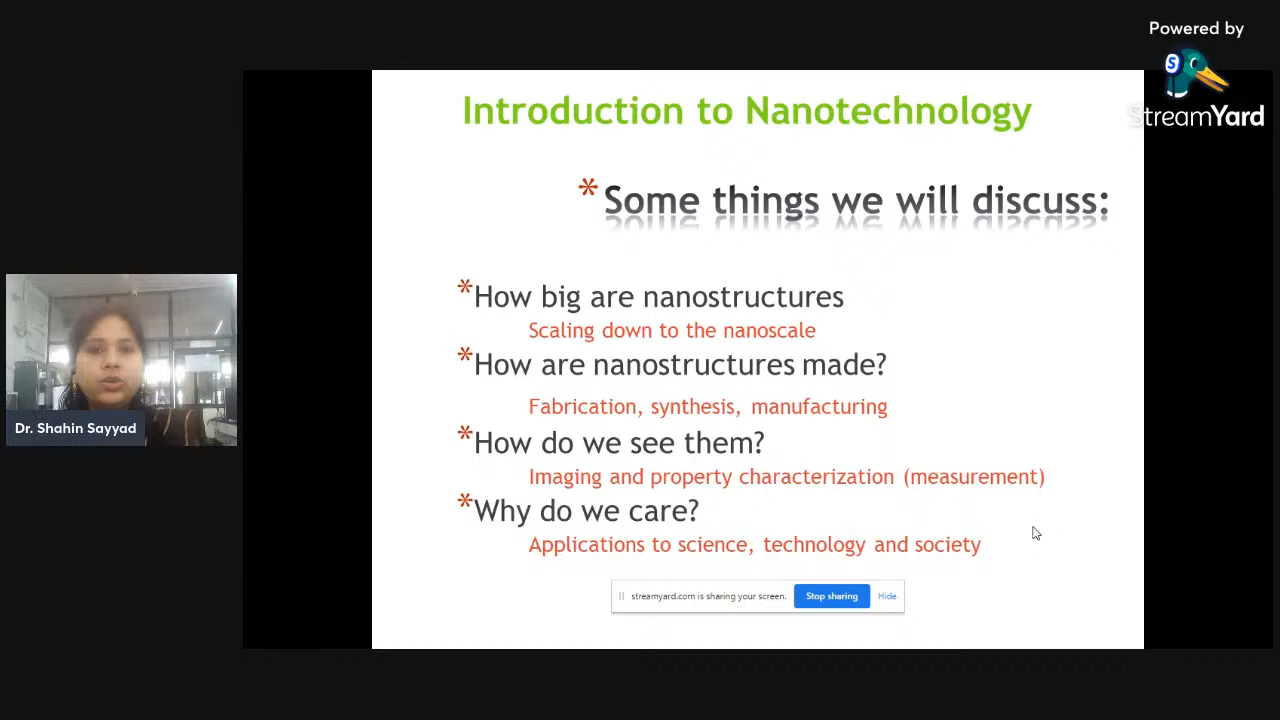 Powered by
S
StreamYard
Introduction to Nanotechnology
* Some things we will discuss:
*How big are nanostructures
Scaling down to the nanoscale
*How are nanostructures made?
Fabrication, synthesis, manufacturing
*How do we see them?
Imaging and property characterization (measurement)
*Why do we care?
Applications to science, technology and society
Dr. Shahin Sayyad
streamyard.com is sharing your screen. Stop sharing Hide